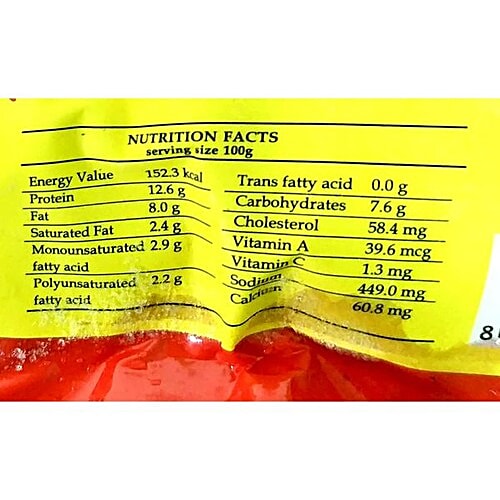 NUTRITION FACTS
serving size 100g
Energy Value 152.3 kcal
Protein 12.6 g
Fat 8.0 g
Saturated Fat 2.4 g
Monounsaturated 2.9 g
fatty acid
Polyunsaturated 2.2 g
fatty acid
Trans fatty acid 0.0 g
Carbohydrates 7.6 g
Cholesterol 58.4 mg
Vitamin A 39.6 mcg
Vitamin C 1.3 mg
Sodium 449.0 mg
Calcium 60.8 mg
8